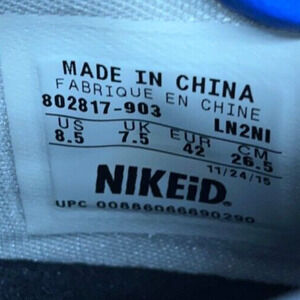 MADE IN CHINA
FABRIQUE EN CHINE
802817-903 LN2NI
US UK EUR CM
8.5 7.5 42 26.5
11/24/15
NIKEiD.
UPC 00886066690290